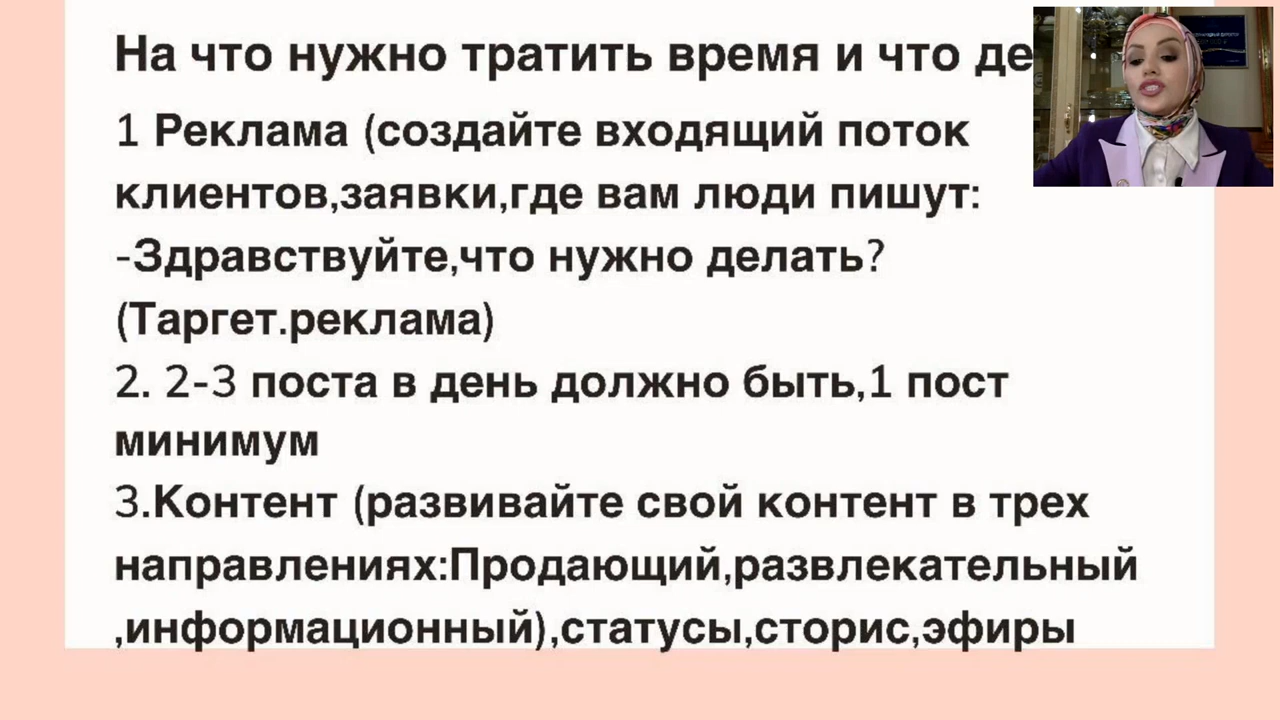 На что нужно тратить время и что
1 Реклама (создайте входящий поток
клиентов,заявки,где вам люди пишут:
-Здравствуйте,что нужно делать?
(Таргет.реклама)
2. 2-3 поста в день должно быть,1 пост
минимум
3.Контент (развивайте свой контент в трех
направлениях:Продающий,развлекательный
,информационный),статусы,сторис,эфиры